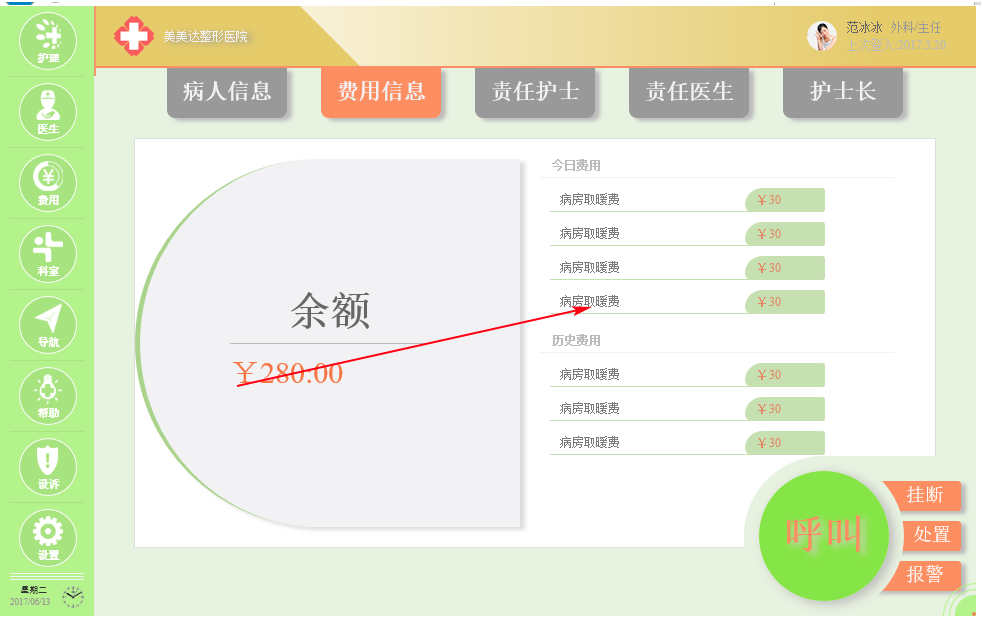 美美达整形医院
范冰冰 外科/主任
上次登入:2017.3.20
护理
医生
费用
科室
导航
帮助
设诉
设置
星期二
2017/06/13
病人信息
费用信息
责任护士
责任医生
护士长
余额
￥280.00
今日费用
病房取暖费 ￥30
病房取暖费 ￥30
病房取暖费 ￥30
病房取暖费 ￥30
历史费用
病房取暖费 ￥30
病房取暖费 ￥30
病房取暖费 ￥30
呼叫
挂断
处置
报警